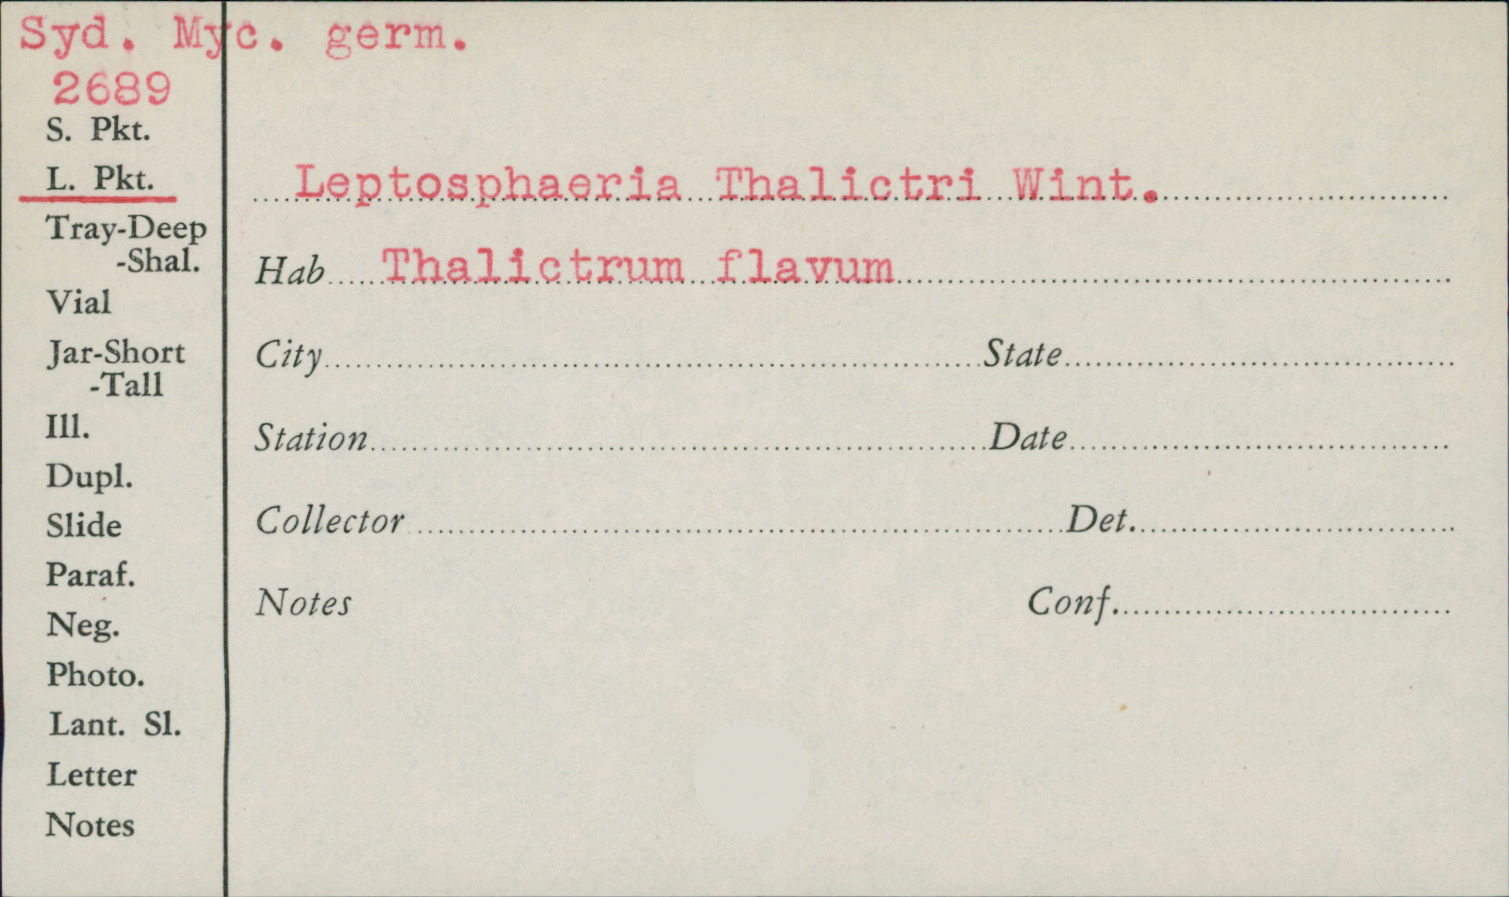 Syd. Myc. germ.
2689
S. Pkt.
L. Pkt.
Tray-Deep
-Shal.
Vial
Jar-Short
-Tall
Ill.
Dupl.
Slide
Paraf.
Neg.
Photo.
Lant. Sl.
Letter
Notes
Leptosphaeria Thalictri Wint.
Hab Thalictrum flavum
City State
Station Date
Collector Det.
Notes Conf.